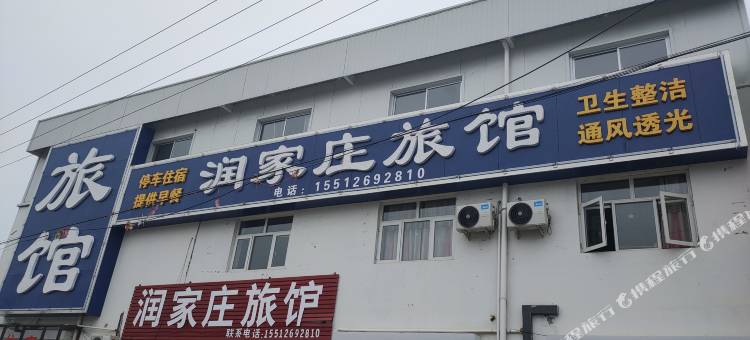 旅馆
停车住宿
提供早餐
润家庄旅馆
电话：15512692810
卫生整洁
通风透光
润家庄旅馆
联系电话:15512692810
携程旅行
携程